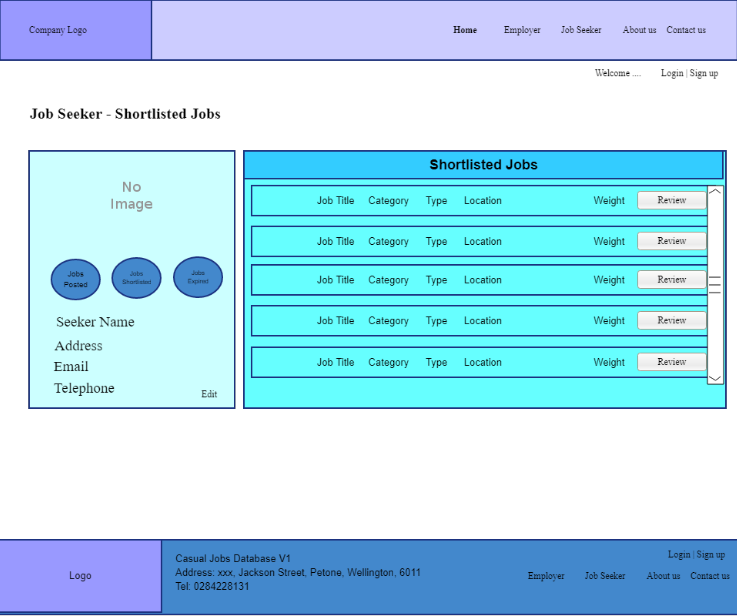 Company Logo
Home Employer Job Seeker About us Contact us
Welcome .... Login | Sign up
Job Seeker - Shortlisted Jobs
No
Image
Jobs
Posted
Jobs
Shortlisted
Jobs
Expired
Seeker Name
Address
Email
Telephone
Edit
Shortlisted Jobs
Job Title Category Type Location Weight Review
Job Title Category Type Location Weight Review
Job Title Category Type Location Weight Review
Job Title Category Type Location Weight Review
Job Title Category Type Location Weight Review
Logo
Casual Jobs Database V1
Address: xxx, Jackson Street, Petone, Wellington, 6011
Tel: 0284228131
Login | Sign up
Employer Job Seeker About us Contact us